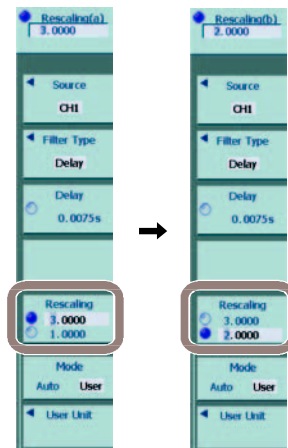 Rescaling(a)
3.0000
Source
CH1
Filter Type
Delay
Delay
0.0075s
Rescaling
3.0000
1.0000
Mode
Auto User
User Unit
Rescaling(b)
2.0000
Source
CH1
Filter Type
Delay
Delay
0.0075s
Rescaling
3.0000
2.0000
Mode
Auto User
User Unit